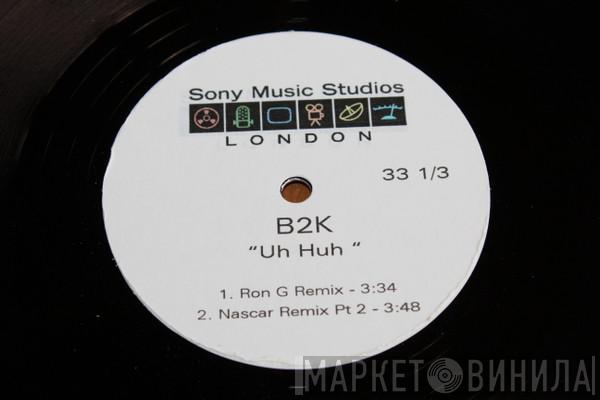 Sony Music Studios
LONDON
33 1/3
B2K
"Uh Huh "
1. Ron G Remix - 3:34
2. Nascar Remix Pt 2 - 3:48
МАРКЕТ ВИНИЛА